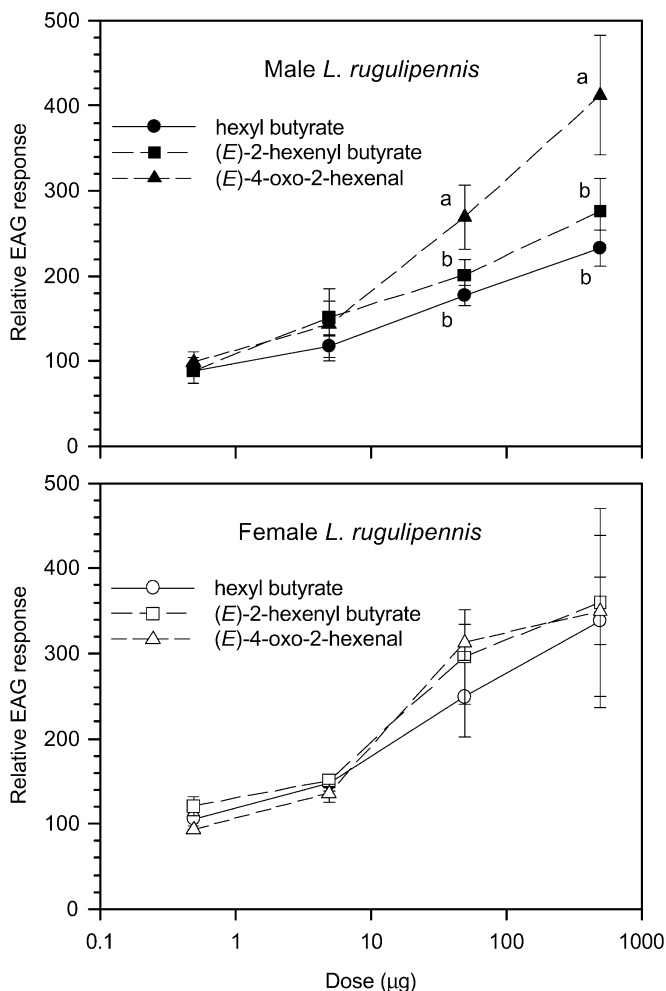 500
400
300
200
100
0
Relative EAG response
Male L. rugulipennis
hexyl butyrate
(E)-2-hexenyl butyrate
(E)-4-oxo-2-hexenal
a
a
b
b
b
b
500
400
300
200
100
0
Relative EAG response
Female L. rugulipennis
hexyl butyrate
(E)-2-hexenyl butyrate
(E)-4-oxo-2-hexenal
0.1 1 10 100 1000
Dose (µg)